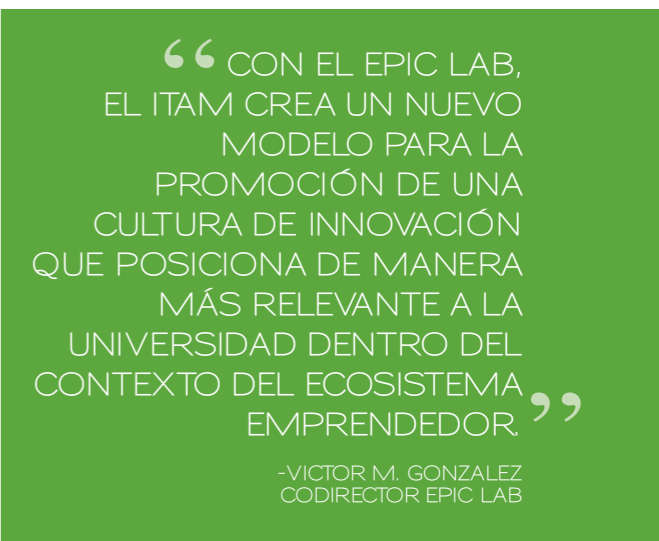 “ CON EL EPIC LAB,
EL ITAM CREA UN NUEVO
MODELO PARA LA
PROMOCIÓN DE UNA
CULTURA DE INNOVACIÓN
QUE POSICIONA DE MANERA
MÁS RELEVANTE A LA
UNIVERSIDAD DENTRO DEL
CONTEXTO DEL ECOSISTEMA
EMPRENDEDOR. ”
-VICTOR M. GONZALEZ
CODIRECTOR EPIC LAB